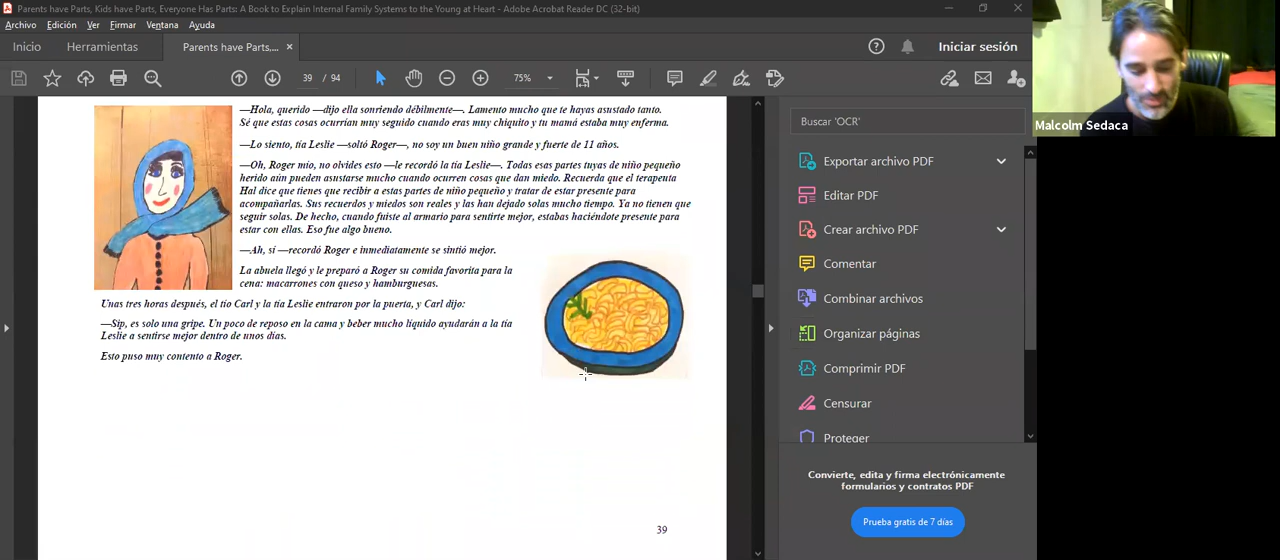 Parents have Parts, Kids have Parts, Everyone Has Parts: A Book to Explain Internal Family Systems to the Young at Heart - Adobe Acrobat Reader DC (32-bit)
Archivo Edición Ver Firmar Ventana Ayuda
Inicio Herramientas Parents have Parts,... × Iniciar sesión
39 / 94 75%
—Hola, querido —dijo ella sonriendo débilmente—. Lamento mucho que te hayas asustado tanto.
Sé que estas cosas ocurrían muy seguido cuando eras muy chiquito y tu mamá estaba muy enferma.
—Lo siento, tía Leslie —soltó Roger—, no soy un buen niño grande y fuerte de 11 años.
—Oh, Roger mío, no olvides esto —le recordó la tía Leslie—. Todas esas partes tuyas de niño pequeño
herido aún pueden asustarse mucho cuando ocurren cosas que dan miedo. Recuerda que el terapeuta
Hal dice que tienes que recibir a estas partes de niño pequeño y tratar de estar presente para
acompañarlas. Sus recuerdos y miedos son reales y las han dejado solas mucho tiempo. Ya no tienen que
seguir solas. De hecho, cuando fuiste al armario para sentirte mejor, estabas haciéndote presente para
estar con ellas. Eso fue algo bueno.
—Ah, sí —recordó Roger e inmediatamente se sintió mejor.
La abuela llegó y le preparó a Roger su comida favorita para la
cena: macarrones con queso y hamburguesas.
Unas tres horas después, el tío Carl y la tía Leslie entraron por la puerta, y Carl dijo:
—Sip, es solo una gripe. Un poco de reposo en la cama y beber mucho líquido ayudarán a la tía
Leslie a sentirse mejor dentro de unos días.
Esto puso muy contento a Roger.
39
Buscar 'OCR'
Exportar archivo PDF
Editar PDF
Crear archivo PDF
Comentar
Combinar archivos
Organizar páginas
Comprimir PDF
Censurar
Proteger
Convierte, edita y firma electrónicamente
formularios y contratos PDF
Prueba gratis de 7 días
Malcolm Sedaca